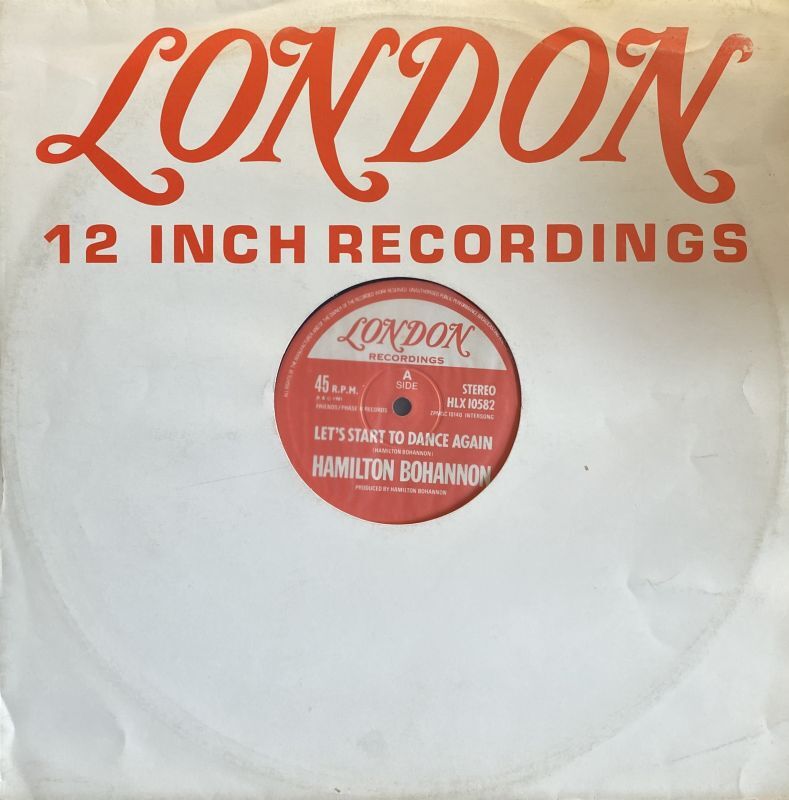 LONDON
12 INCH RECORDINGS
LONDON
RECORDINGS
A
SIDE
45 R.P.M.
STEREO
HLX 10582
FRIENDS/PHASE II RECORDS
INTERSONG
LET'S START TO DANCE AGAIN
(HAMILTON BOHANNON)
HAMILTON BOHANNON
PRODUCED BY HAMILTON BOHANNON